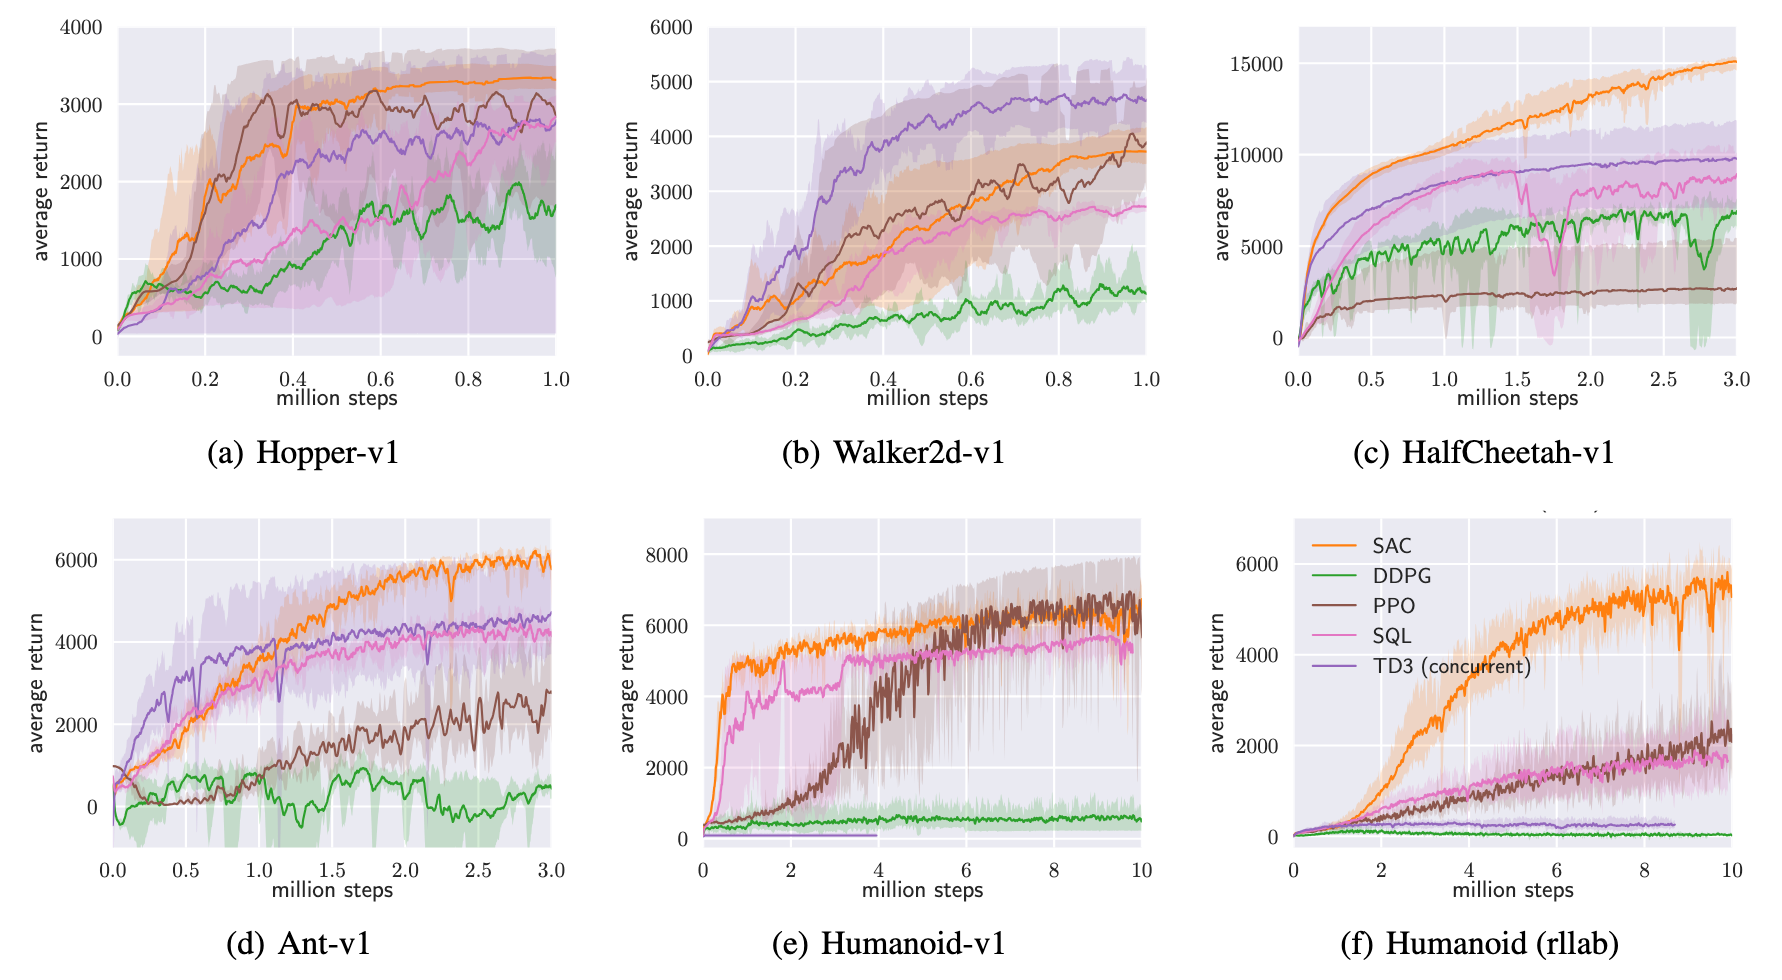 4000
3000
2000
1000
0
average return
0.0 0.2 0.4 0.6 0.8 1.0
million steps
(a) Hopper-v1
6000
5000
4000
3000
2000
1000
0
average return
0.0 0.2 0.4 0.6 0.8 1.0
million steps
(b) Walker2d-v1
15000
10000
5000
0
average return
0.0 0.5 1.0 1.5 2.0 2.5 3.0
million steps
(c) HalfCheetah-v1
6000
4000
2000
0
average return
0.0 0.5 1.0 1.5 2.0 2.5 3.0
million steps
(d) Ant-v1
8000
6000
4000
2000
0
average return
0 2 4 6 8 10
million steps
(e) Humanoid-v1
SAC
DDPG
PPO
SQL
TD3 (concurrent)
6000
4000
2000
0
average return
0 2 4 6 8 10
million steps
(f) Humanoid (rllab)